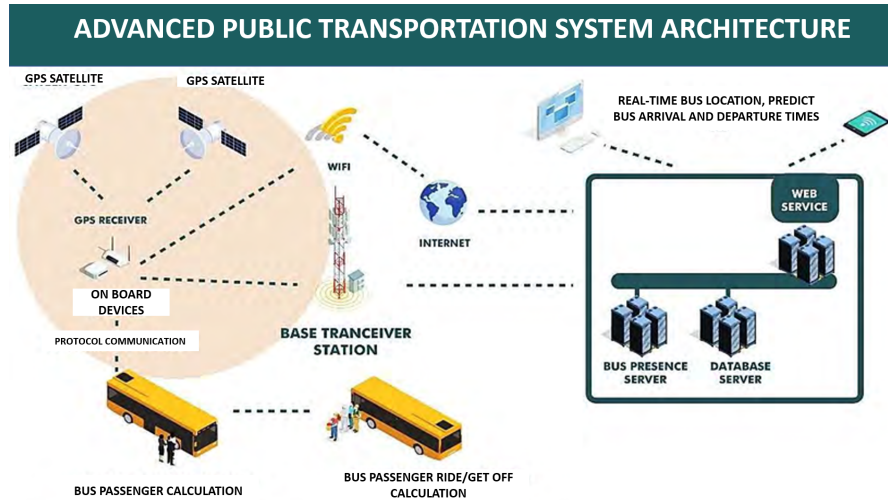 ADVANCED PUBLIC TRANSPORTATION SYSTEM ARCHITECTURE
GPS SATELLITE
GPS SATELLITE
REAL-TIME BUS LOCATION, PREDICT
BUS ARRIVAL AND DEPARTURE TIMES
WIFI
WEB
SERVICE
GPS RECEIVER
INTERNET
ON BOARD
DEVICES
PROTOCOL COMMUNICATION
BASE TRANCEIVER
STATION
BUS PRESENCE
SERVER
DATABASE
SERVER
BUS PASSENGER CALCULATION
BUS PASSENGER RIDE/GET OFF
CALCULATION